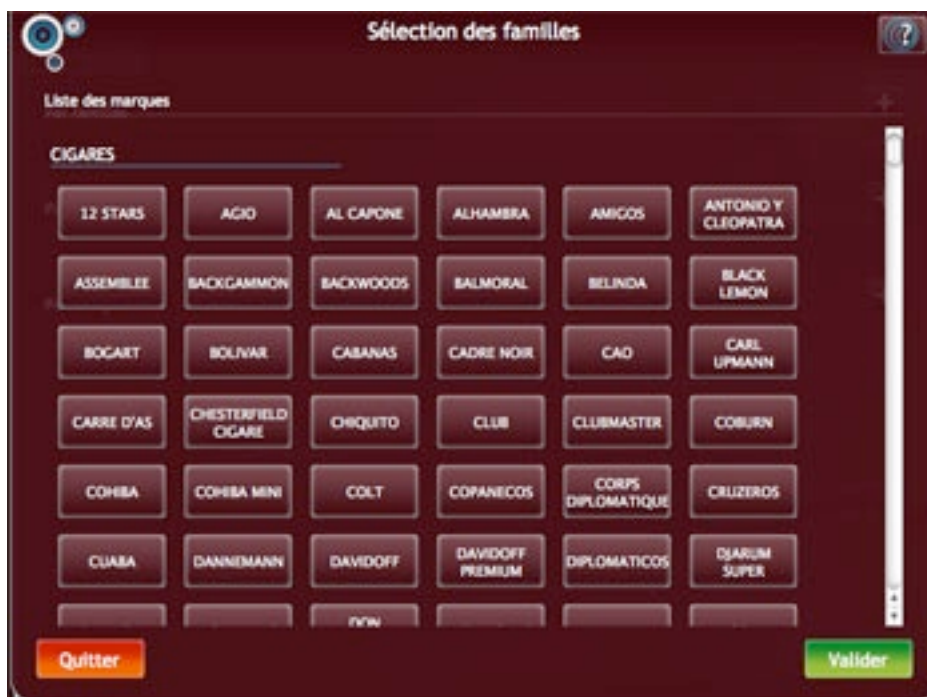 Sélection des familles
?
Liste des marques
CIGARES
12 STARS
AGIO
AL CAPONE
ALHAMBRA
AMIGOS
ANTONIO Y
CLEOPATRA
ASSEMBLEE
BACKGAMMON
BACKWOODS
BALMORAL
BELINDA
BLACK
LEMON
BOGART
BOLIVAR
CABANAS
CADRE NOIR
CAO
CARL
UPMANN
CARRE D'AS
CHESTERFIELD
CIGARE
CHIQUITO
CLUB
CLUBMASTER
COBURN
COHIBA
COHIBA MINI
COLT
COPANECOS
CORPS
DIPLOMATIQUE
CRUZEROS
CUABA
DANNEMANN
DAVIDOFF
DAVIDOFF
PREMIUM
DIPLOMATICOS
DJARUM
SUPER
DON
Quitter
Valider